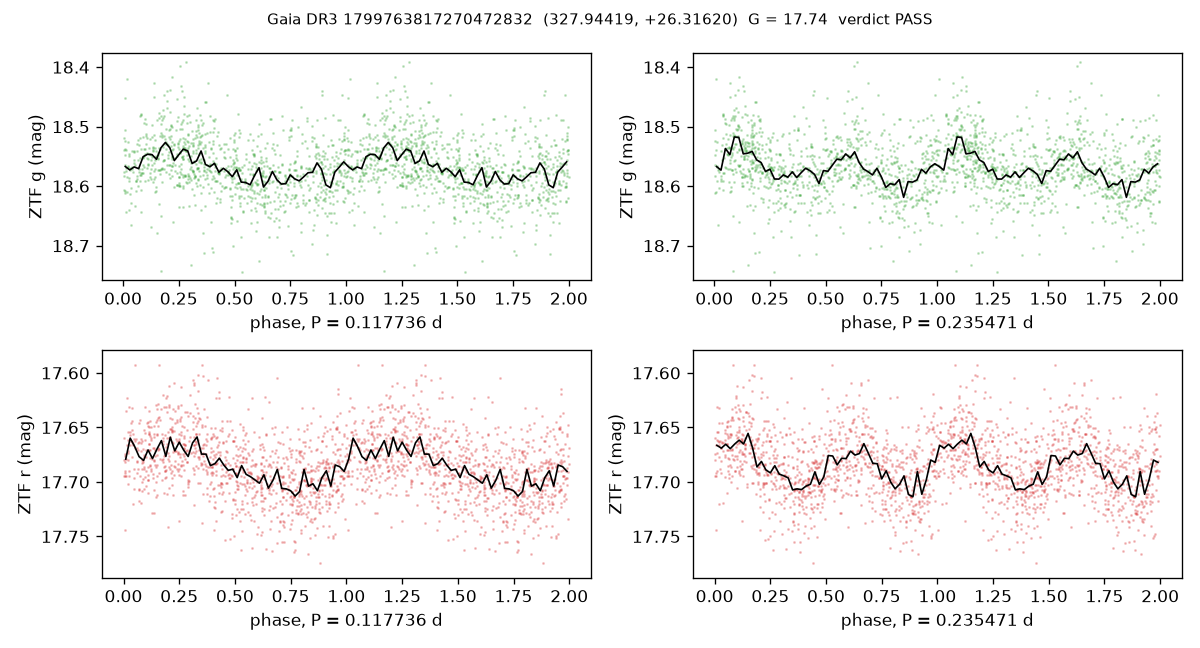 Gaia DR3 1799763817270472832  (327.94419, +26.31620)  G = 17.74  verdict PASS
18.4
18.5
18.6
18.7
ZTF g (mag)
0.00 0.25 0.50 0.75 1.00 1.25 1.50 1.75 2.00
phase, P = 0.117736 d
18.4
18.5
18.6
18.7
ZTF g (mag)
0.00 0.25 0.50 0.75 1.00 1.25 1.50 1.75 2.00
phase, P = 0.235471 d
17.60
17.65
17.70
17.75
ZTF r (mag)
0.00 0.25 0.50 0.75 1.00 1.25 1.50 1.75 2.00
phase, P = 0.117736 d
17.60
17.65
17.70
17.75
ZTF r (mag)
0.00 0.25 0.50 0.75 1.00 1.25 1.50 1.75 2.00
phase, P = 0.235471 d